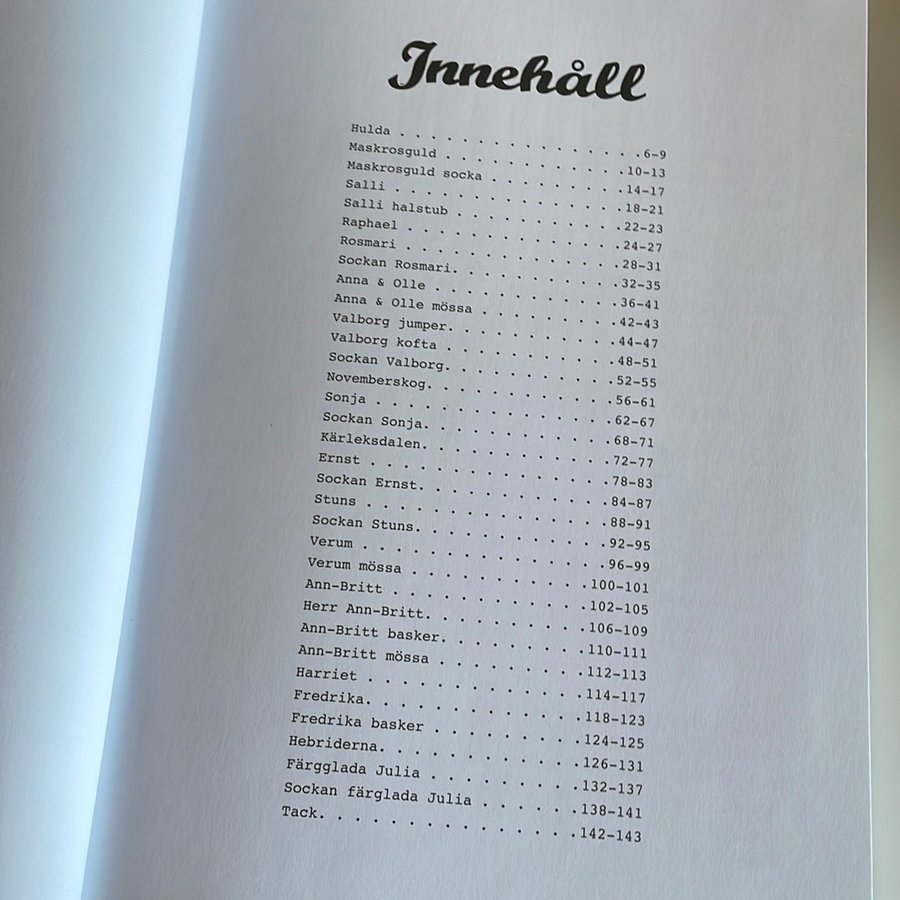 Innehåll
Hulda . . . . . . . . . . . . . . . .6–9
Maskrosguld . . . . . . . . . . . .10–13
Maskrosguld socka . . . . . . . . .14–17
Salli . . . . . . . . . . . . . . .18–21
Salli halstub . . . . . . . . . . .22–23
Raphael . . . . . . . . . . . . . .24–27
Rosmari . . . . . . . . . . . . . .28–31
Sockan Rosmari. . . . . . . . . . .32–35
Anna & Olle . . . . . . . . . . . .36–41
Anna & Olle mössa . . . . . . . . .42–43
Valborg jumper. . . . . . . . . . .44–47
Valborg kofta . . . . . . . . . . .48–51
Sockan Valborg. . . . . . . . . . .52–55
Novemberskog. . . . . . . . . . . .56–61
Sonja . . . . . . . . . . . . . . .62–67
Sockan Sonja. . . . . . . . . . . .68–71
Kärleksdalen. . . . . . . . . . . .72–77
Ernst . . . . . . . . . . . . . . .78–83
Sockan Ernst. . . . . . . . . . . .84–87
Stuns . . . . . . . . . . . . . . .88–91
Sockan Stuns. . . . . . . . . . . .92–95
Verum . . . . . . . . . . . . . . .96–99
Verum mössa . . . . . . . . . . .100–101
Ann–Britt . . . . . . . . . . . .102–105
Herr Ann–Britt. . . . . . . . . .106–109
Ann–Britt basker. . . . . . . . .110–111
Ann–Britt mössa . . . . . . . . .112–113
Harriet . . . . . . . . . . . . .114–117
Fredrika. . . . . . . . . . . . .118–123
Fredrika basker . . . . . . . . .124–125
Hebriderna. . . . . . . . . . . .126–131
Färgglada Julia . . . . . . . . .132–137
Sockan färglada Julia . . . . . .138–141
Tack. . . . . . . . . . . . . . .142–143